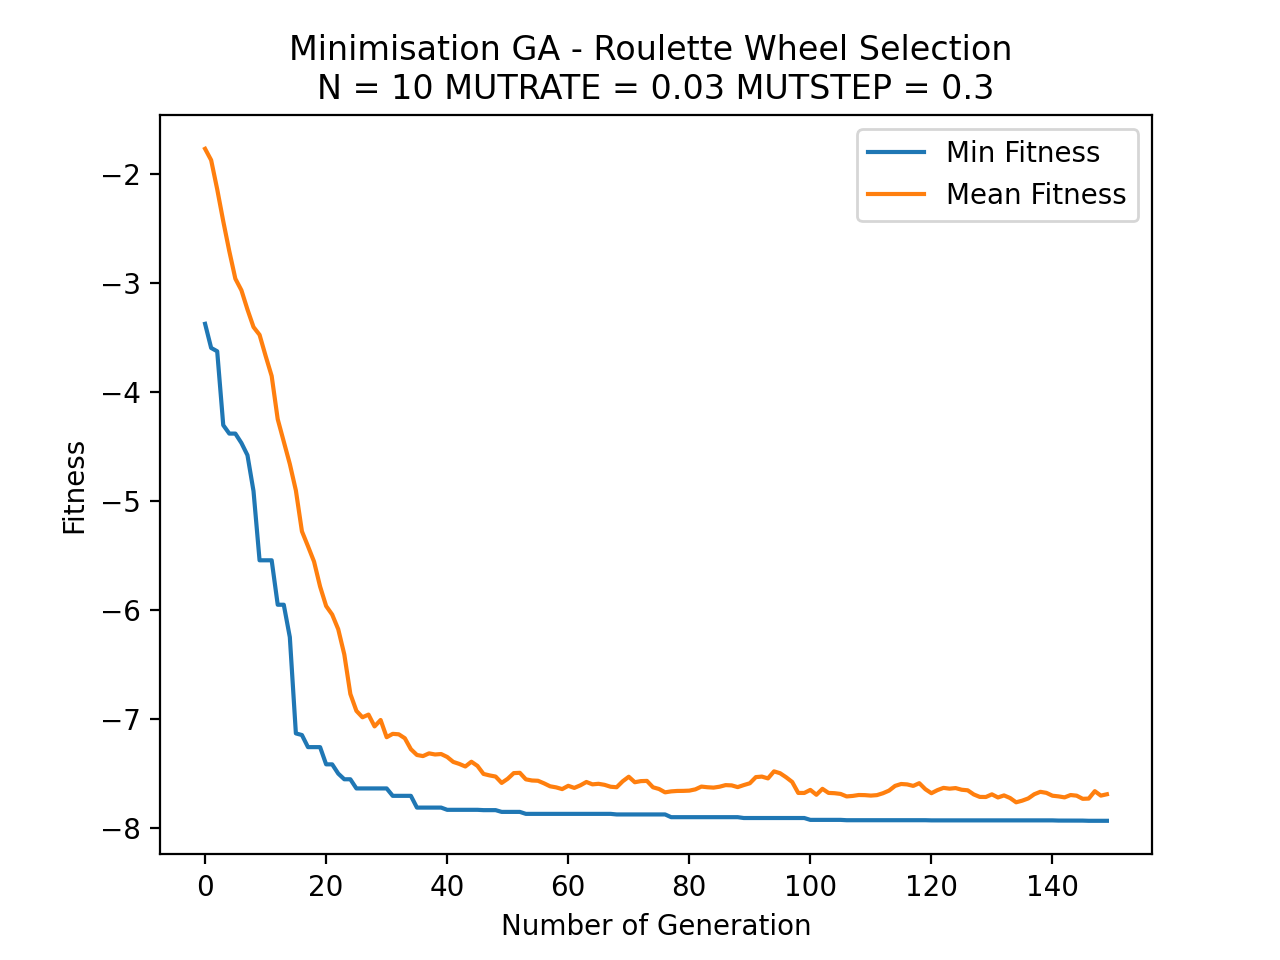 Minimisation GA - Roulette Wheel Selection
N = 10 MUTRATE = 0.03 MUTSTEP = 0.3
Min Fitness
Mean Fitness
−2
−3
−4
−5
−6
−7
−8
Fitness
0 20 40 60 80 100 120 140
Number of Generation